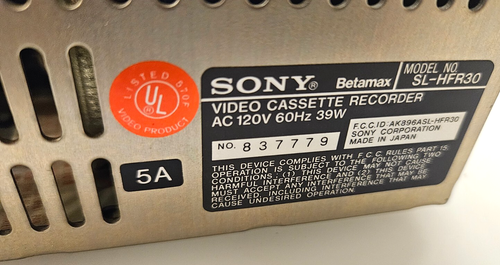 LISTED 570F
UL
®
VIDEO PRODUCT
5A
SONY®
Betamax
MODEL NO.
SL-HFR30
VIDEO CASSETTE RECORDER
AC 120V 60Hz 39W
NO. 837779
F.C.C.ID:AK896ASL-HFR30
SONY CORPORATION
MADE IN JAPAN
THIS DEVICE COMPLIES WITH F.C.C. RULES PART 15.
OPERATION IS SUBJECT TO THE FOLLOWING TWO
CONDITIONS: (1) THIS DEVICE MAY NOT CAUSE
HARMFUL INTERFERENCE AND (2) THIS DEVICE
MUST ACCEPT ANY INTERFERENCE THAT MAY BE
RECEIVED, INCLUDING INTERFERENCE THAT MAY
CAUSE UNDESIRED OPERATION.